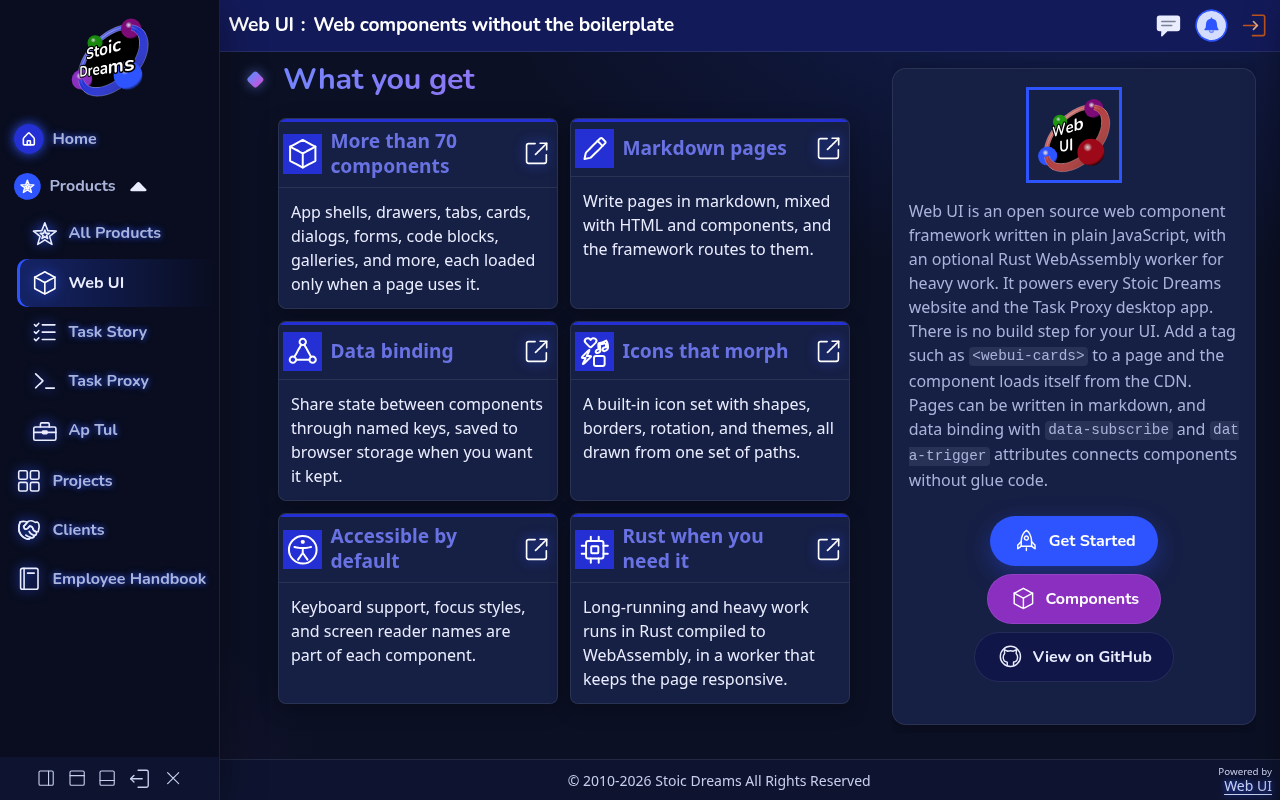 Stoic
Dreams
Home
Products
All Products
Web UI
Task Story
Task Proxy
Ap Tul
Projects
Clients
Employee Handbook
Web UI : Web components without the boilerplate
What you get
More than 70
components
App shells, drawers, tabs, cards,
dialogs, forms, code blocks,
galleries, and more, each loaded
only when a page uses it.
Markdown pages
Write pages in markdown, mixed
with HTML and components, and
the framework routes to them.
Data binding
Share state between components
through named keys, saved to
browser storage when you want
it kept.
Icons that morph
A built-in icon set with shapes,
borders, rotation, and themes, all
drawn from one set of paths.
Accessible by
default
Keyboard support, focus styles,
and screen reader names are
part of each component.
Rust when you
need it
Long-running and heavy work
runs in Rust compiled to
WebAssembly, in a worker that
keeps the page responsive.
Web
UI
Web UI is an open source web component
framework written in plain JavaScript, with
an optional Rust WebAssembly worker for
heavy work. It powers every Stoic Dreams
website and the Task Proxy desktop app.
There is no build step for your UI. Add a tag
such as <webui-cards> to a page and the
component loads itself from the CDN.
Pages can be written in markdown, and
data binding with data-subscribe and dat
a-trigger attributes connects components
without glue code.
Get Started
Components
View on GitHub
© 2010-2026 Stoic Dreams All Rights Reserved
Powered by
Web UI